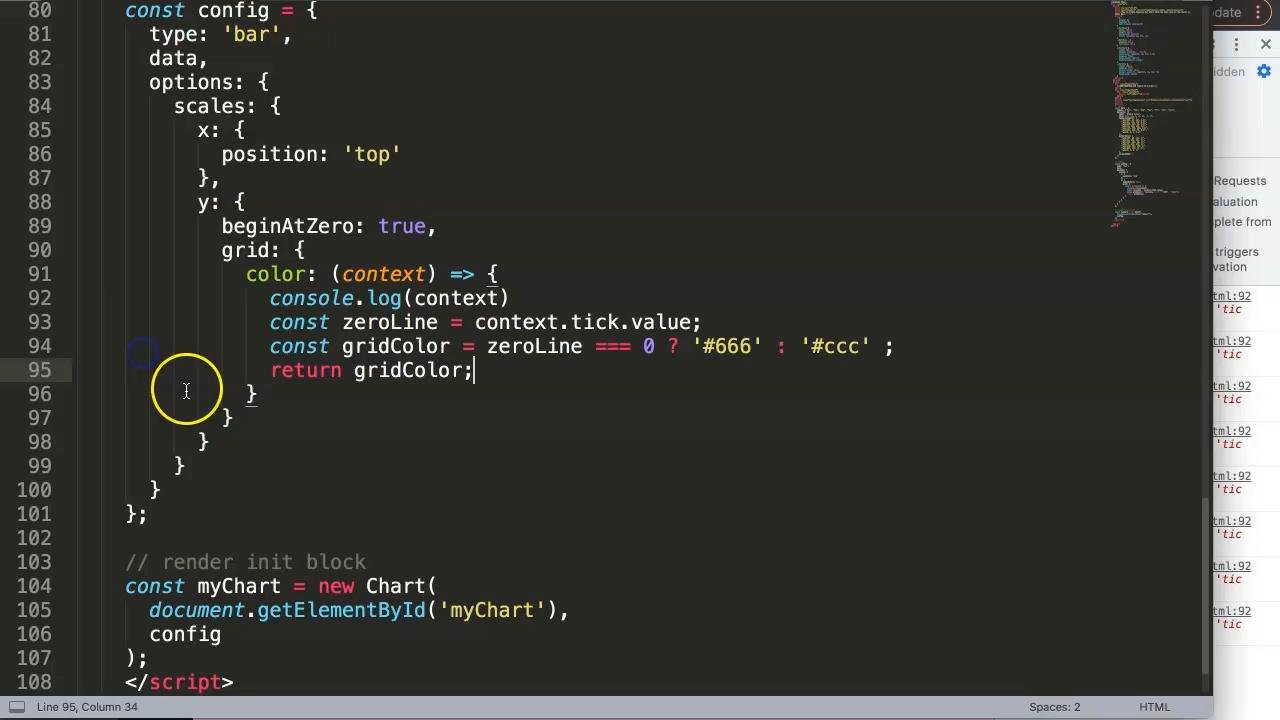 80 const config = {
81 type: 'bar',
82 data,
83 options: {
84 scales: {
85 x: {
86 position: 'top'
87 },
88 y: {
89 beginAtZero: true,
90 grid: {
91 color: (context) => {
92 console.log(context)
93 const zeroLine = context.tick.value;
94 const gridColor = zeroLine === 0 ? '#666' : '#ccc' ;
95 return gridColor;
96 }
97 }
98 }
99 }
100 }
101 };
102
103 // render init block
104 const myChart = new Chart(
105 document.getElementById('myChart'),
106 config
107 );
108 </script>
Line 95, Column 34
Spaces: 2
HTML
date
idden
Requests
aluation
plete from
triggers
vation
tml:92
'tic
tml:92
'tic
tml:92
'tic
tml:92
'tic
tml:92
'tic
tml:92
'tic
tml:92
'tic
tml:92
'tic